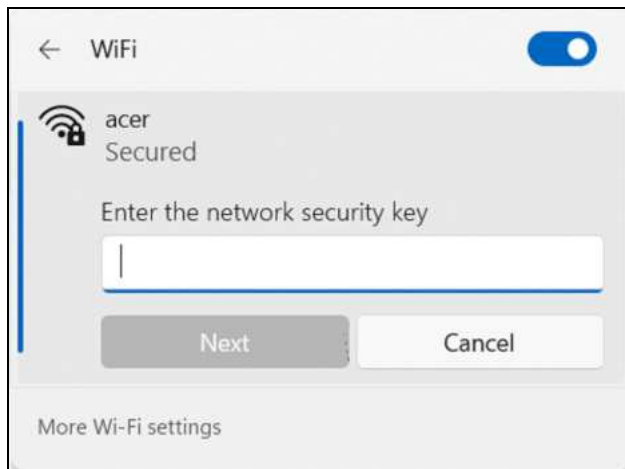 WiFi
acer
Secured
Enter the network security key
Next
Cancel
More Wi-Fi settings